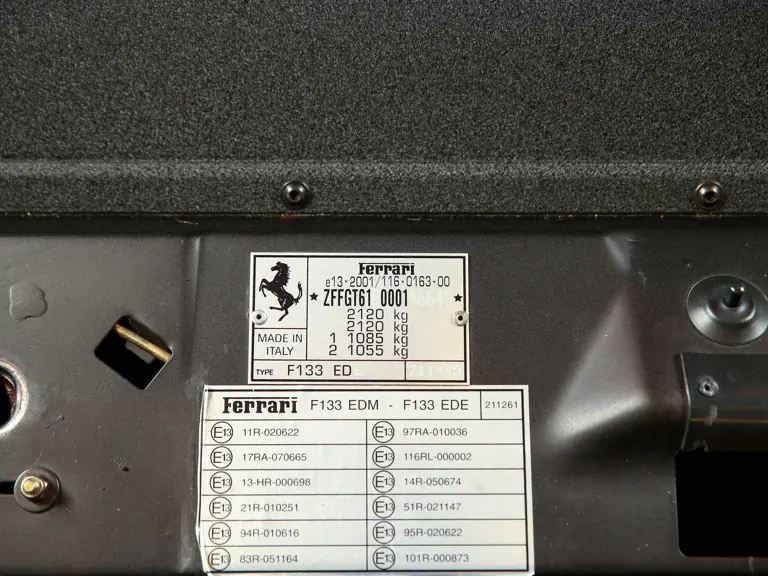 Ferrari
e13*2001/116*0163*00
* ZFFGT61 0001 *
2120 kg
2120 kg
1 1085 kg
2 1055 kg
MADE IN
ITALY
TYPE F133 ED
Ferrari F133 EDM - F133 EDE 211261
E13 11R-020622 E13 97RA-010036
E13 17RA-070665 E13 116RL-000002
E13 13-HR-000698 E13 14R-050674
E13 21R-010251 E13 51R-021147
E13 94R-010616 E13 95R-020622
E13 83R-051164 E13 101R-000873